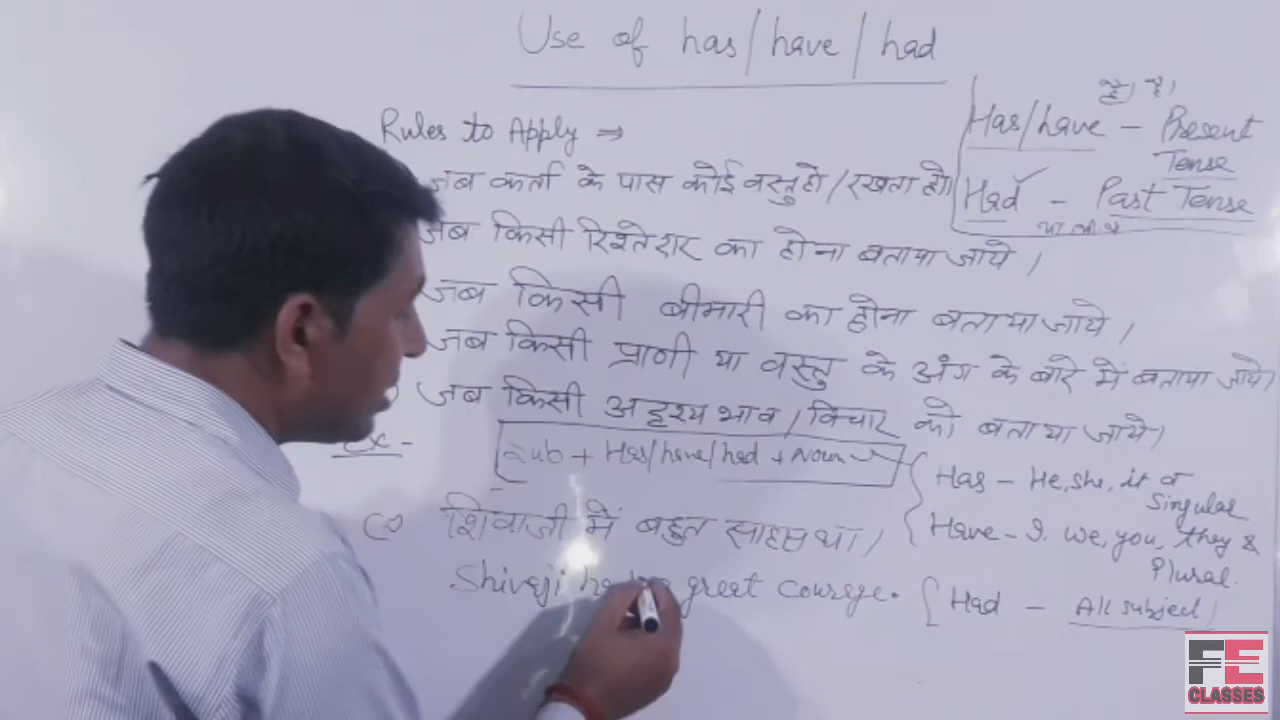 Use of has/have/had
Rules to Apply ⇒
है। हैं।
Has/have – Present Tense
Had – Past Tense
जब कर्ता के पास कोई वस्तु हो/रखता हो।
जब किसी रिश्तेदार का होना बताया जाये।
जब किसी बीमारी का होना बताया जाये।
जब किसी प्राणी या वस्तु के अंग के बारे में बताया जाये।
जब किसी अदृश्य भाव/विचार को बताया जाये।
Ex-
Sub + Has/have/had + Noun
Has – He, she, it or
Singular
Have – I, we, you, they &
Plural.
शिवाजी में बहुत साहस था।
Shivaji great courage.
Had – All subject
FE
CLASSES